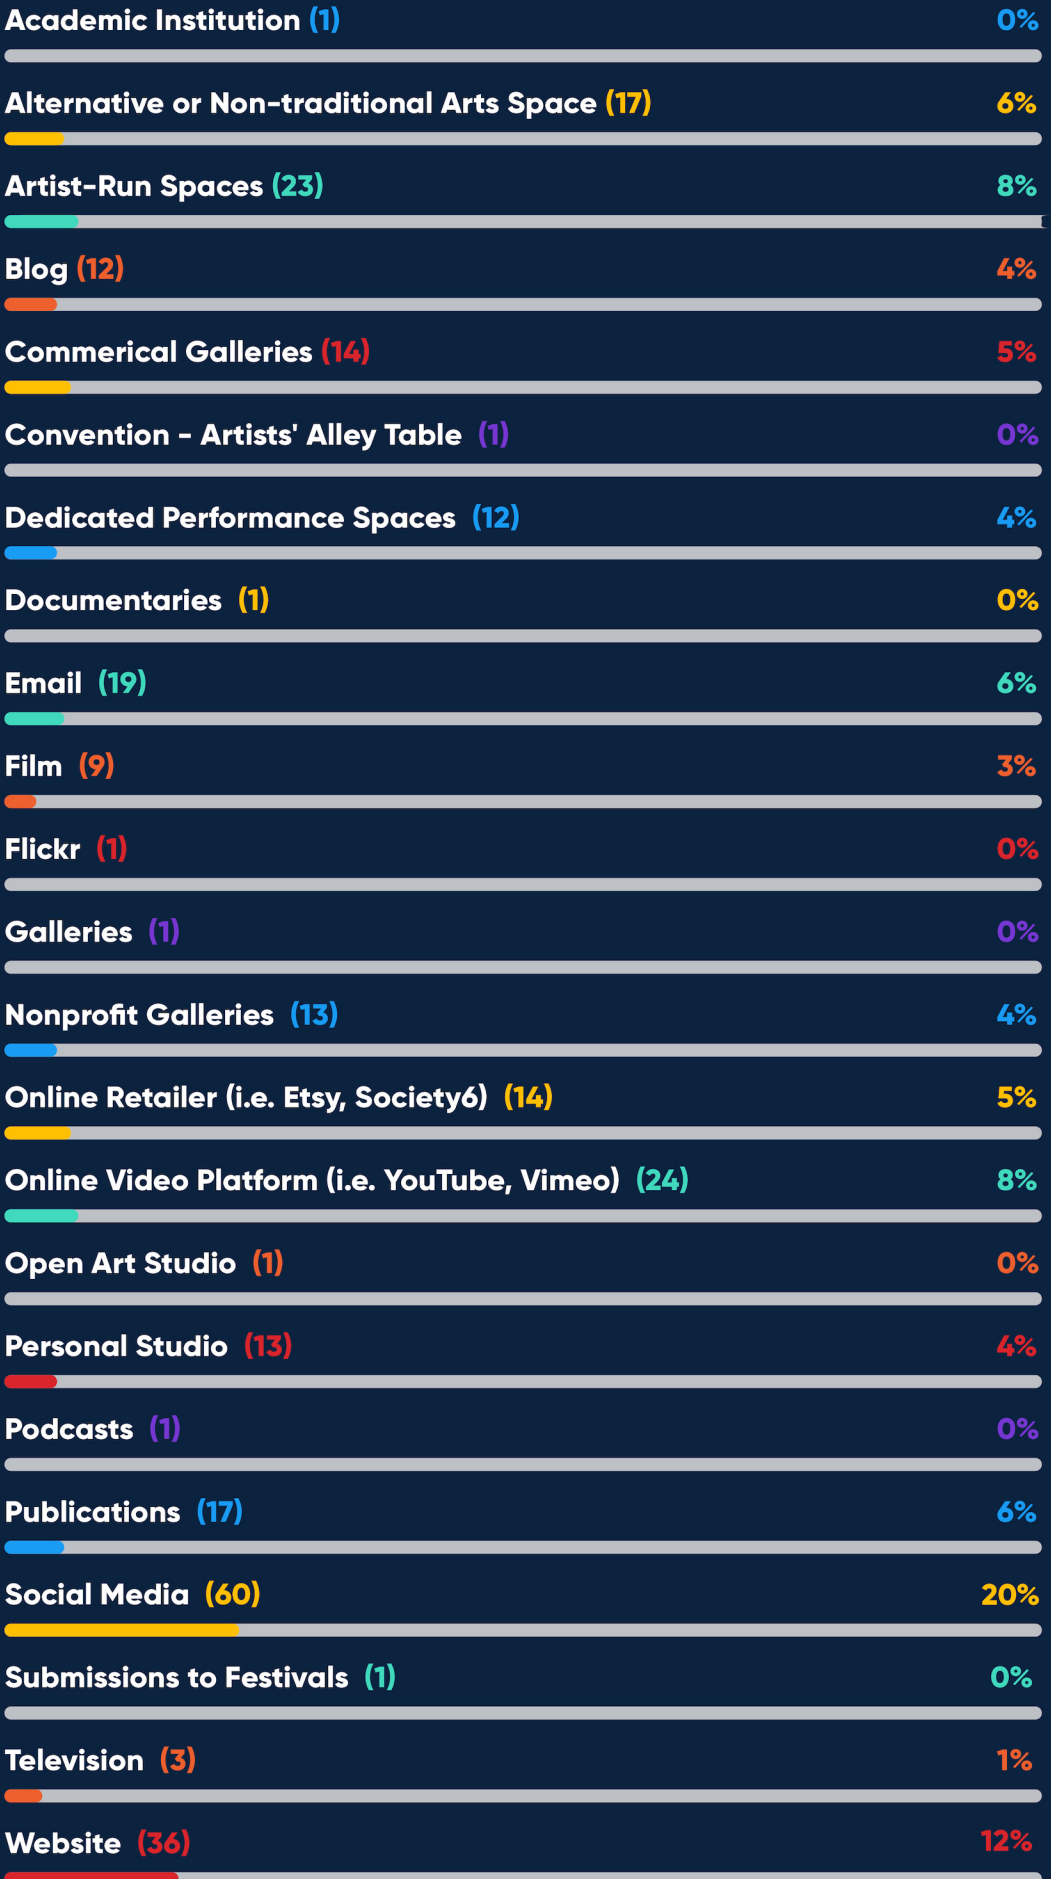 Academic Institution (1) 0%
Alternative or Non-traditional Arts Space (17) 6%
Artist-Run Spaces (23) 8%
Blog (12) 4%
Commerical Galleries (14) 5%
Convention - Artists' Alley Table (1) 0%
Dedicated Performance Spaces (12) 4%
Documentaries (1) 0%
Email (19) 6%
Film (9) 3%
Flickr (1) 0%
Galleries (1) 0%
Nonprofit Galleries (13) 4%
Online Retailer (i.e. Etsy, Society6) (14) 5%
Online Video Platform (i.e. YouTube, Vimeo) (24) 8%
Open Art Studio (1) 0%
Personal Studio (13) 4%
Podcasts (1) 0%
Publications (17) 6%
Social Media (60) 20%
Submissions to Festivals (1) 0%
Television (3) 1%
Website (36) 12%